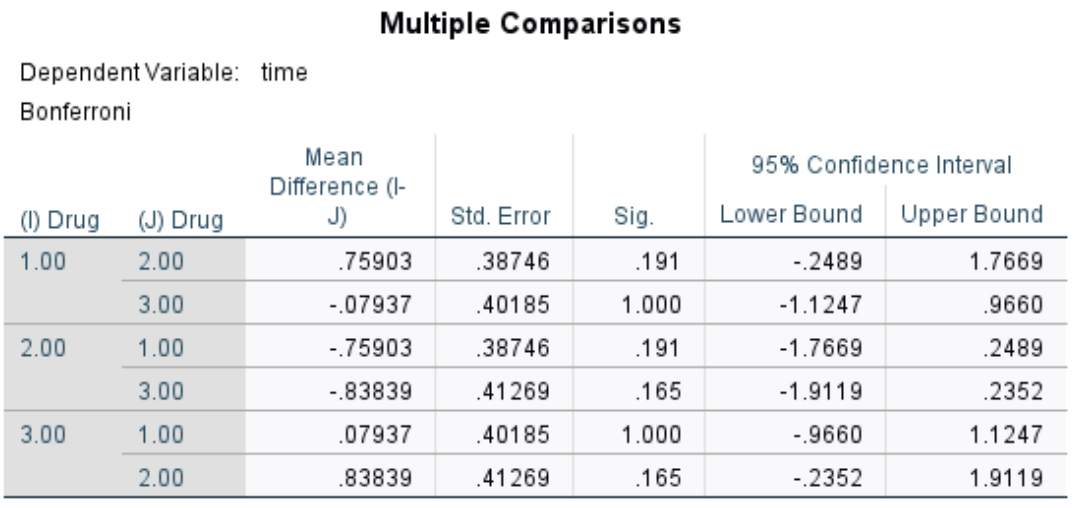 Multiple Comparisons
Dependent Variable: time
Bonferroni
Mean
Difference (I-
J)
95% Confidence Interval
(I) Drug (J) Drug Std. Error Sig. Lower Bound Upper Bound
1.00 2.00 .75903 .38746 .191 -.2489 1.7669
3.00 -.07937 .40185 1.000 -1.1247 .9660
2.00 1.00 -.75903 .38746 .191 -1.7669 .2489
3.00 -.83839 .41269 .165 -1.9119 .2352
3.00 1.00 .07937 .40185 1.000 -.9660 1.1247
2.00 .83839 .41269 .165 -.2352 1.9119